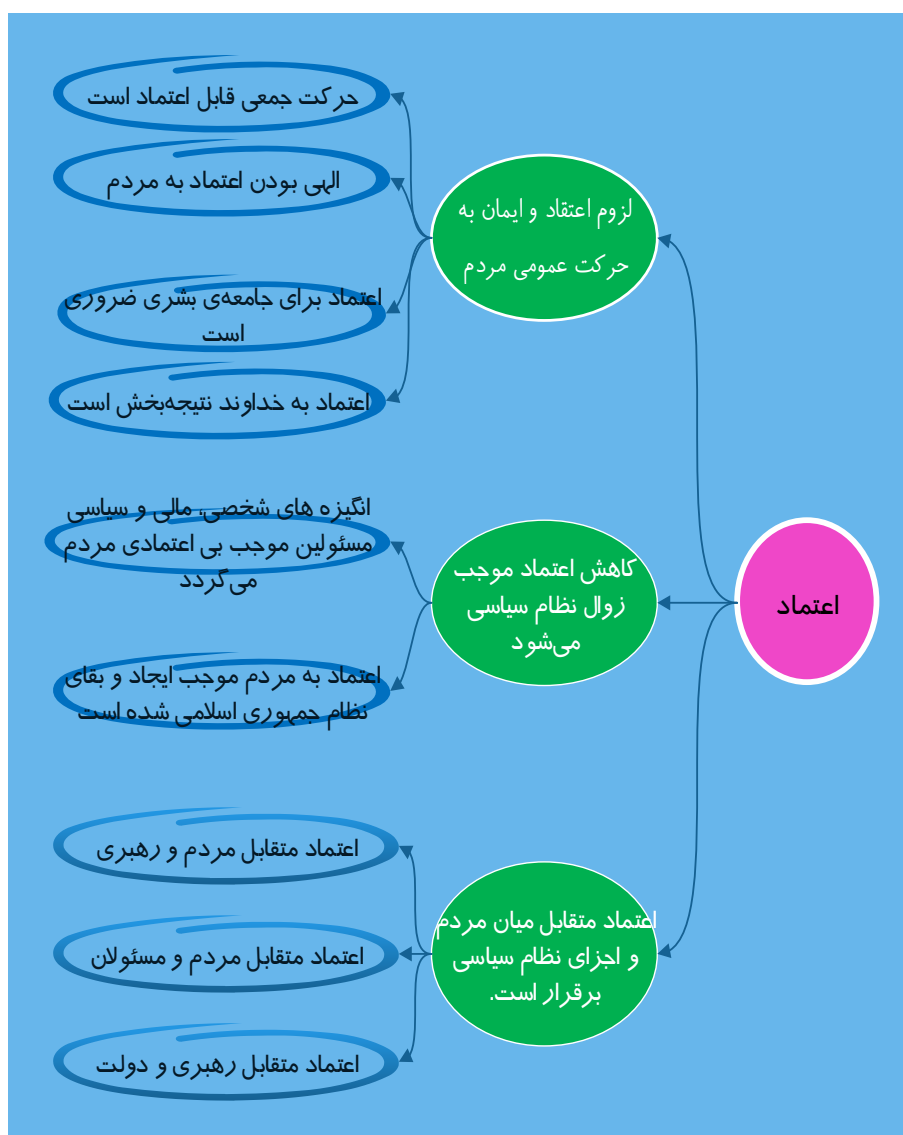 اعتماد
لزوم اعتقاد و ایمان به
حرکت عمومی مردم
حرکت جمعی قابل اعتماد است
الهی بودن اعتماد به مردم
اعتماد برای جامعه‌ی بشری ضروری
است
اعتماد به خداوند نتیجه‌بخش است
کاهش اعتماد موجب
زوال نظام سیاسی
می‌شود
انگیزه های شخصی، مالی و سیاسی
مسئولین موجب بی اعتمادی مردم
می‌گردد
اعتماد به مردم موجب ایجاد و بقای
نظام جمهوری اسلامی شده است
اعتماد متقابل میان مردم
و اجزای نظام سیاسی
برقرار است.
اعتماد متقابل مردم و رهبری
اعتماد متقابل مردم و مسئولان
اعتماد متقابل رهبری و دولت